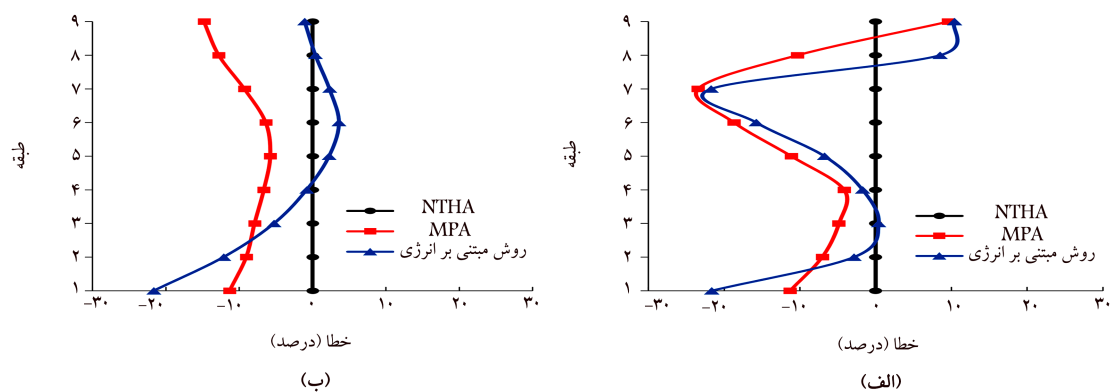 ۹
۸
۷
۶
۵
۴
۳
۲
۱
طبقه
NTHA
MPA
روش مبتنی بر انرژی
−۳۰ −۲۰ −۱۰ ۰ ۱۰ ۲۰ ۳۰
خطا (درصد)
(الف)
۹
۸
۷
۶
۵
۴
۳
۲
۱
طبقه
NTHA
MPA
روش مبتنی بر انرژی
−۳۰ −۲۰ −۱۰ ۰ ۱۰ ۲۰ ۳۰
خطا (درصد)
(ب)